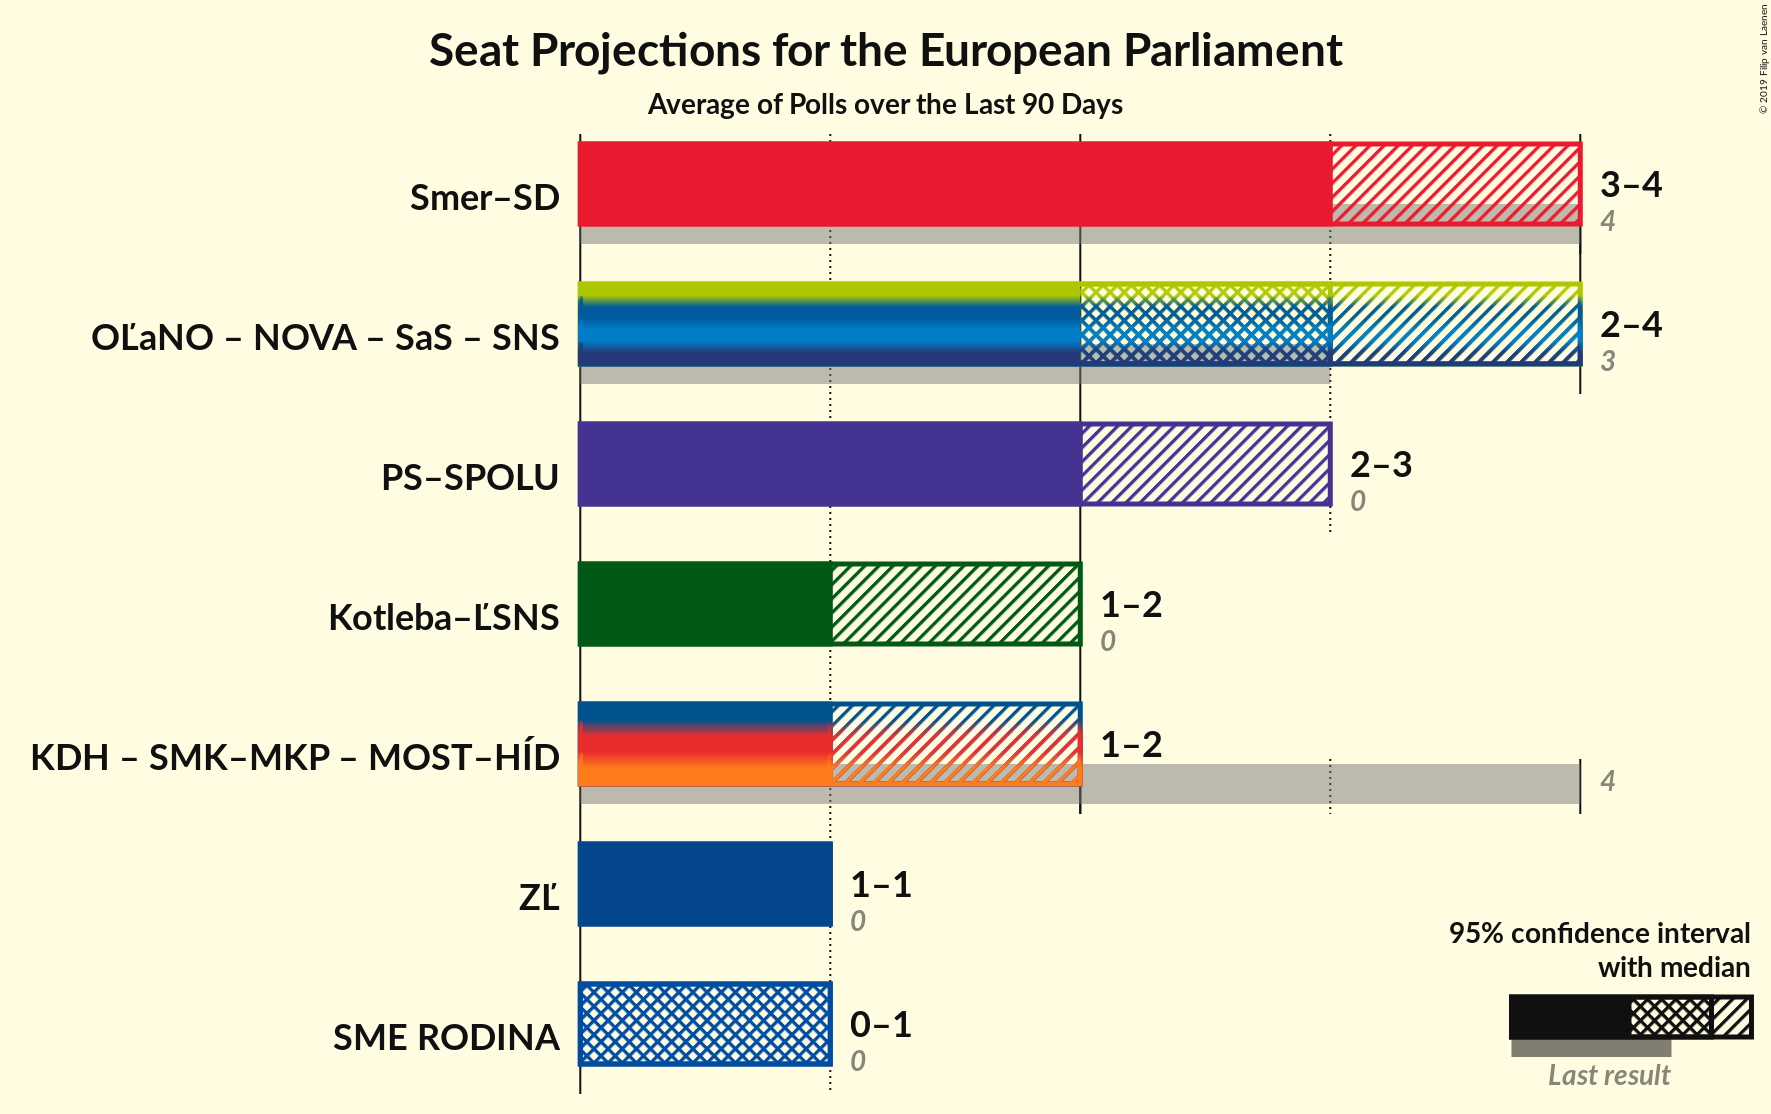 Seat Projections for the European Parliament
Average of Polls over the Last 90 Days
© 2019 Filip van Laenen
Smer–SD
3–4
4
OĽaNO – NOVA – SaS – SNS
2–4
3
PS–SPOLU
2–3
0
Kotleba–ĽSNS
1–2
0
KDH – SMK–MKP – MOST–HÍD
1–2
4
ZĽ
1–1
0
SME RODINA
0–1
0
95% confidence interval
with median
Last result